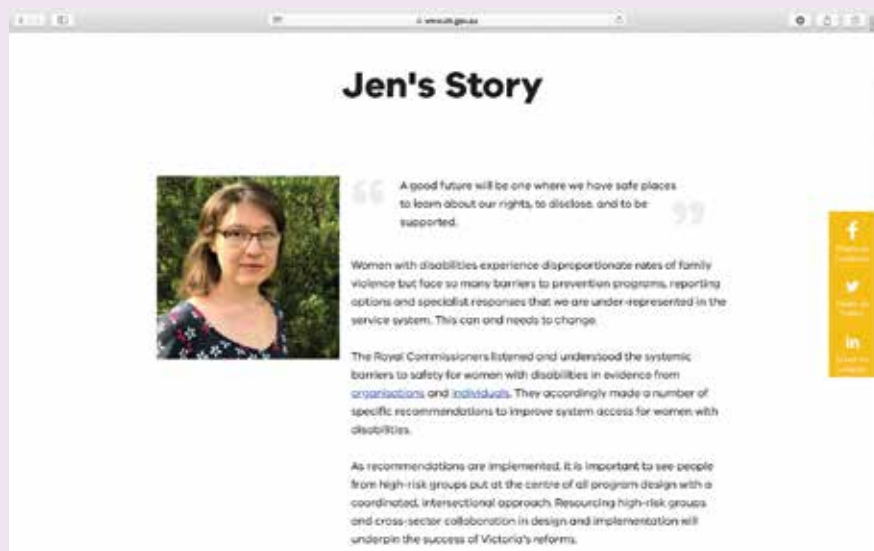 Jen's Story
A good future will be one where we have safe places
to learn about our rights, to disclose, and to be
supported.
Women with disabilities experience disproportionate rates of family
violence but face so many barriers to prevention programs, reporting
options and specialist responses that we are under-represented in the
service system. This can and needs to change.
The Royal Commissioners listened and understood the systemic
barriers to safety for women with disabilities in evidence from
organisations and individuals. They accordingly made a number of
specific recommendations to improve system access for women with
disabilities.
As recommendations are implemented, it is important to see people
from high-risk groups put at the centre of all program design with a
coordinated, intersectional approach. Resourcing high-risk groups
and cross-sector collaboration in design and implementation will
underpin the success of Victoria's reforms.